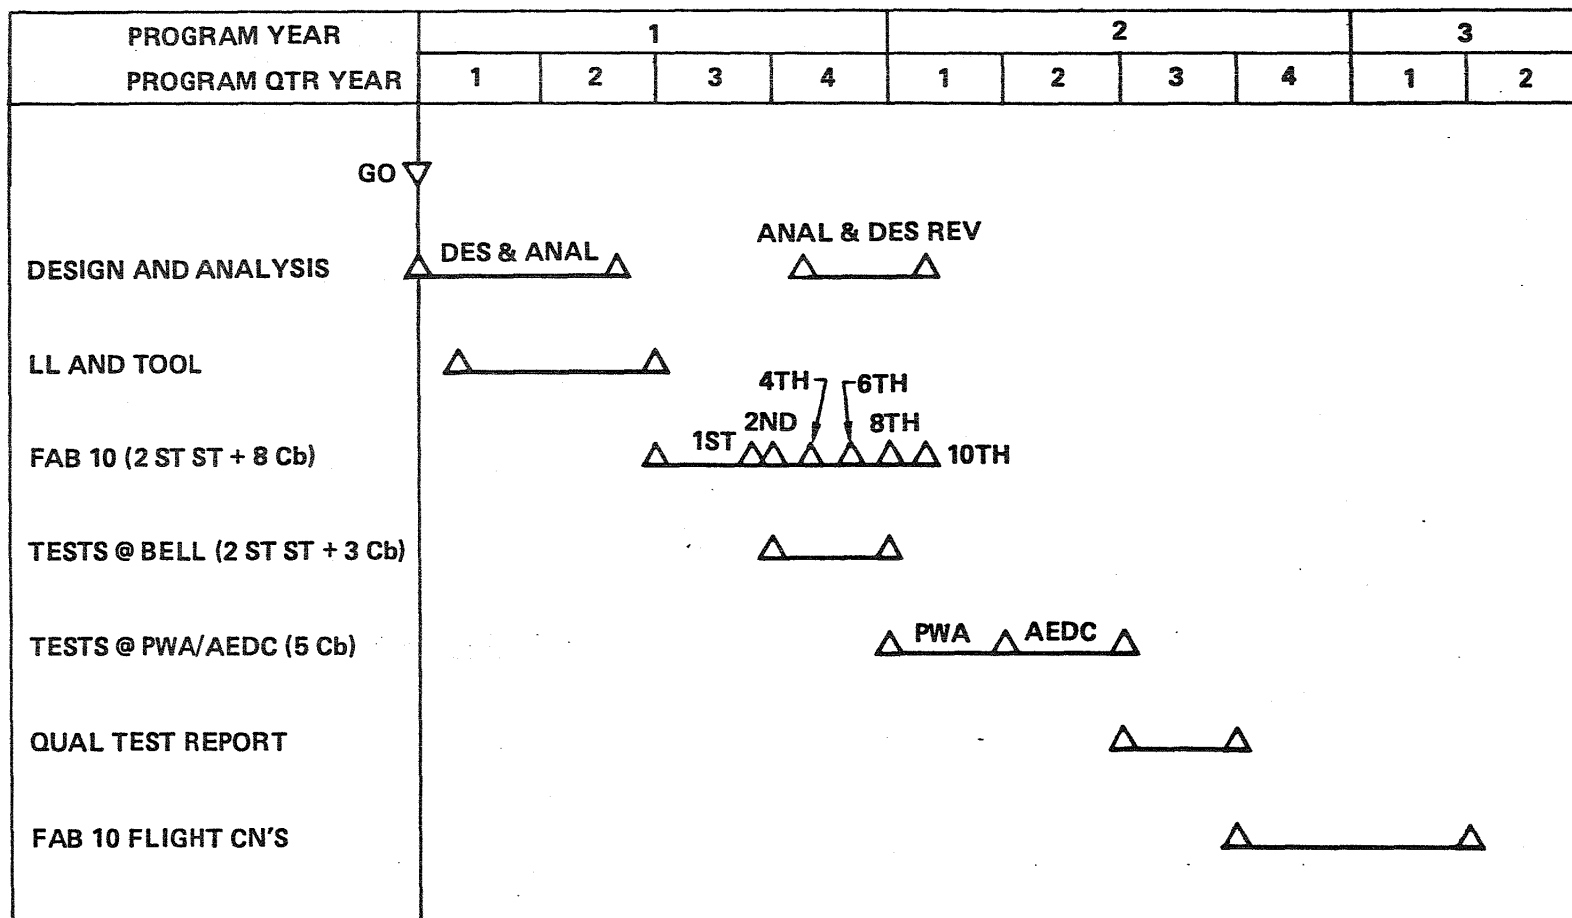 PROGRAM YEAR 1 2 3
PROGRAM QTR YEAR 1 2 3 4 1 2 3 4 1 2
GO
ANAL & DES REV
DESIGN AND ANALYSIS DES & ANAL
LL AND TOOL
4TH 6TH
2ND 8TH
FAB 10 (2 ST ST + 8 Cb) 1ST 10TH
TESTS @ BELL (2 ST ST + 3 Cb)
TESTS @ PWA/AEDC (5 Cb) PWA AEDC
QUAL TEST REPORT
FAB 10 FLIGHT CN'S